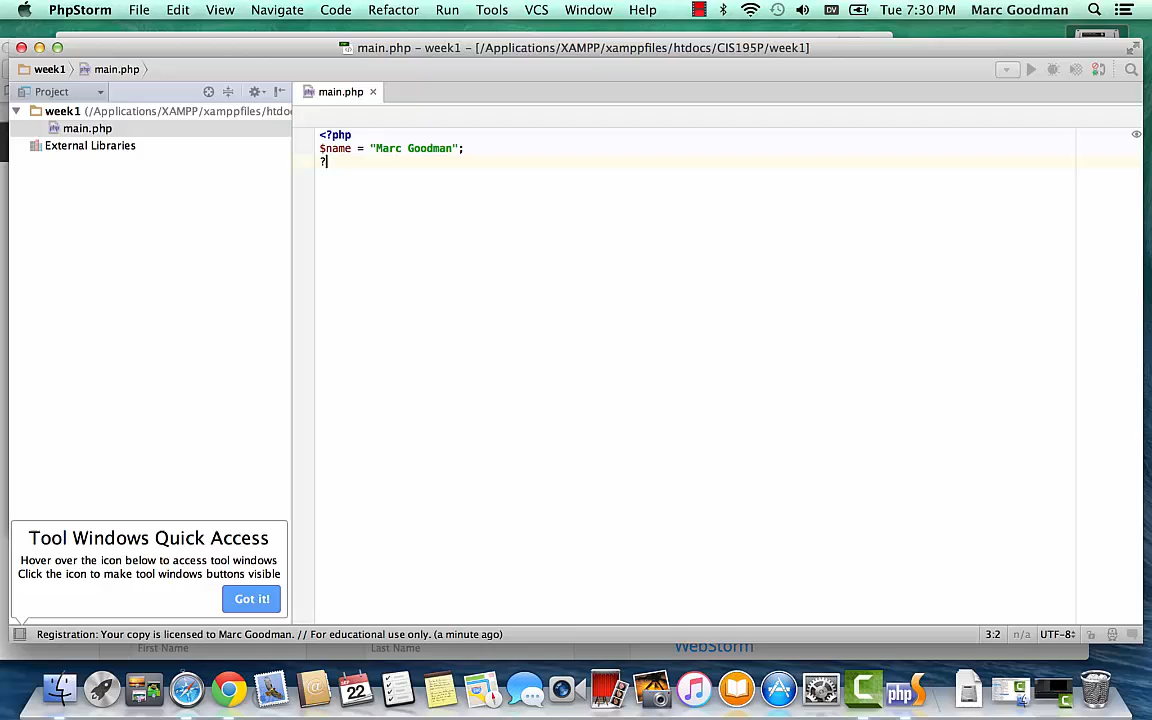 PhpStorm File Edit View Navigate Code Refactor Run Tools VCS Window Help DV Tue 7:30 PM Marc Goodman
main.php – week1 – [/Applications/XAMPP/xamppfiles/htdocs/CIS195P/week1]
week1 main.php
Project
main.php
week1 (/Applications/XAMPP/xamppfiles/htdoc
main.php
External Libraries
<?php
$name = "Marc Goodman";
?
Tool Windows Quick Access
Hover over the icon below to access tool windows
Click the icon to make tool windows buttons visible
Got it!
Registration: Your copy is licensed to Marc Goodman. // For educational use only. (a minute ago) 3:2 n/a UTF-8
First Name Last Name WebStorm
22
php